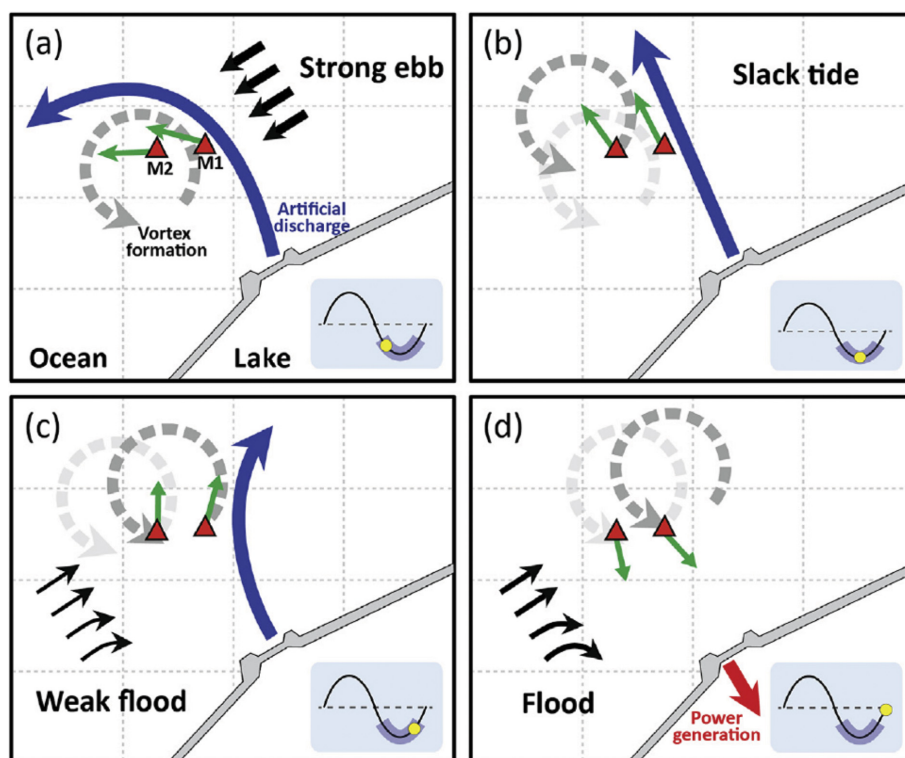 (a)
Strong ebb
M2
M1
Artificial
discharge
Vortex
formation
Ocean
Lake
(b)
Slack tide
(c)
Weak flood
(d)
Flood
Power
generation